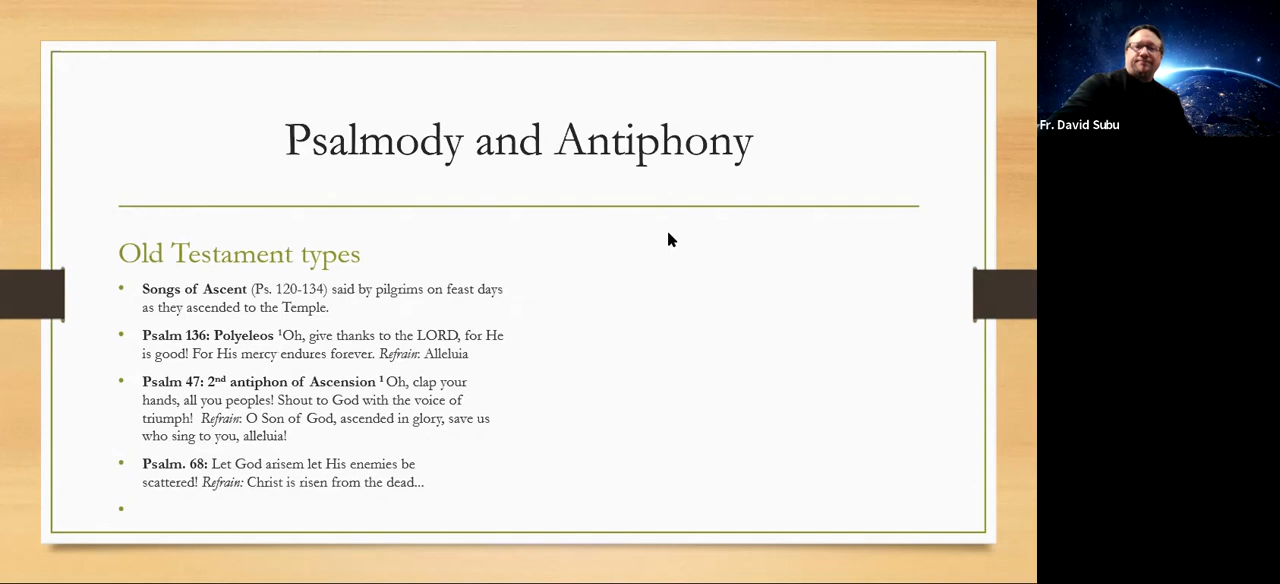 Psalmody and Antiphony
Old Testament types
• Songs of Ascent (Ps. 120-134) said by pilgrims on feast days
as they ascended to the Temple.
• Psalm 136: Polyeleos ¹Oh, give thanks to the LORD, for He
is good! For His mercy endures forever. Refrain: Alleluia
• Psalm 47: 2nd antiphon of Ascension ¹ Oh, clap your
hands, all you peoples! Shout to God with the voice of
triumph! Refrain: O Son of God, ascended in glory, save us
who sing to you, alleluia!
• Psalm. 68: Let God arisem let His enemies be
scattered! Refrain: Christ is risen from the dead...
•
Fr. David Subu